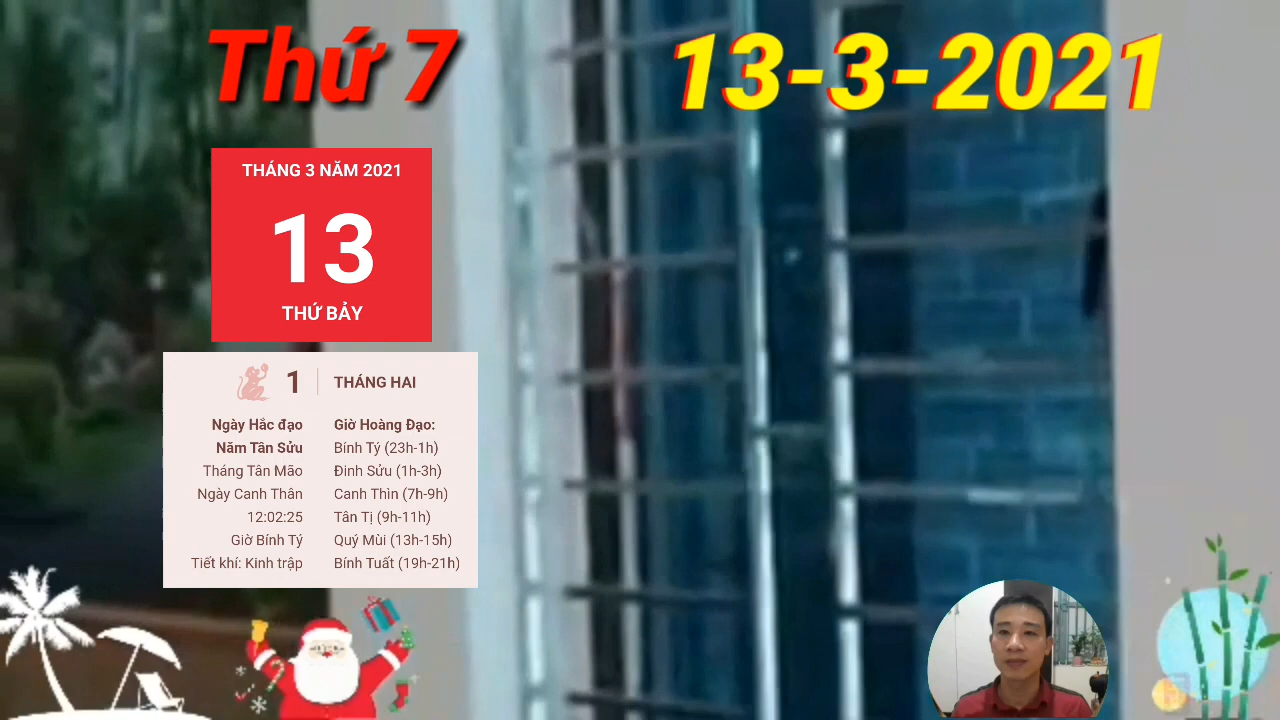 Thứ 7
13-3-2021
THÁNG 3 NĂM 2021
13
THỨ BẢY
1
THÁNG HAI
Ngày Hắc đạo
Năm Tân Sửu
Tháng Tân Mão
Ngày Canh Thân
12:02:25
Giờ Bính Tý
Tiết khí: Kinh trập
Giờ Hoàng Đạo:
Bính Tý (23h-1h)
Đinh Sửu (1h-3h)
Canh Thìn (7h-9h)
Tân Tị (9h-11h)
Quý Mùi (13h-15h)
Bính Tuất (19h-21h)